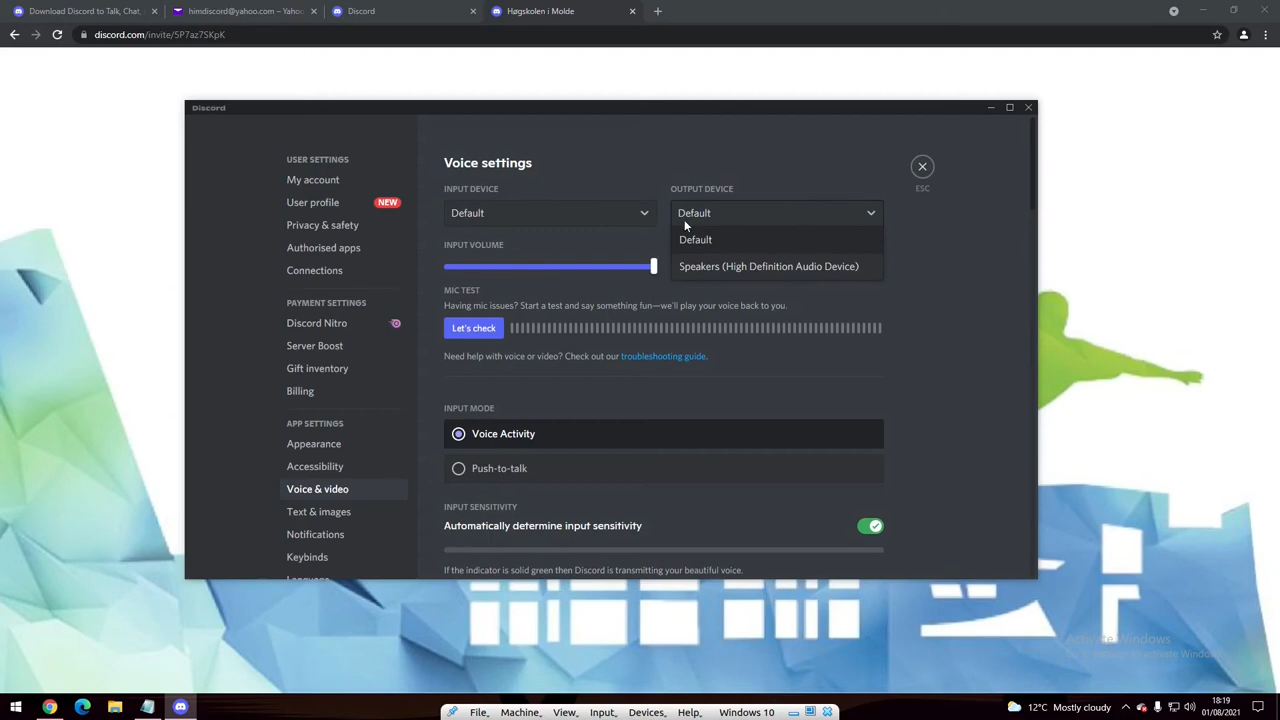 Download Discord to Talk, Chat,
himdiscord@yahoo.com – Yahoo
Discord
Høgskolen i Molde
discord.com/invite/5P7az7SKpK
Discord
USER SETTINGS
My account
User profile NEW
Privacy & safety
Authorised apps
Connections
PAYMENT SETTINGS
Discord Nitro
Server Boost
Gift inventory
Billing
APP SETTINGS
Appearance
Accessibility
Voice & video
Text & images
Notifications
Keybinds
Language
Voice settings
ESC
INPUT DEVICE
Default
OUTPUT DEVICE
Default
Default
Speakers (High Definition Audio Device)
INPUT VOLUME
MIC TEST
Having mic issues? Start a test and say something fun—we'll play your voice back to you.
Let's check
Need help with voice or video? Check out our troubleshooting guide.
INPUT MODE
Voice Activity
Push-to-talk
INPUT SENSITIVITY
Automatically determine input sensitivity
If the indicator is solid green then Discord is transmitting your beautiful voice.
Activate Windows
Activate Windows
12°C Mostly cloudy
18:19
01/08/2021
File Machine View Input Devices Help Windows 10